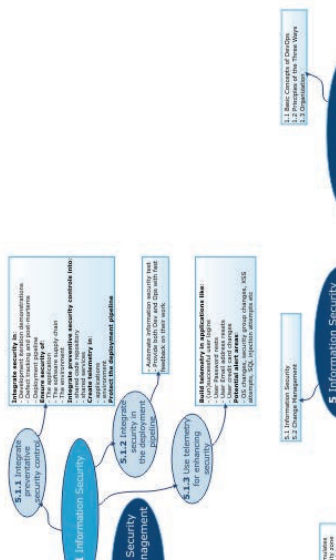 5.1.1 Integrate
preventative
security control
Integrate security in:
- Development iteration demonstrations
- Defect tracking and post-mortems
- Deployment pipeline
Ensure security of:
- The application
- The software supply chain
- The environment
Integrate preventive security controls into:
- shared code repository
- shared services
Create telemetry in:
- applications
- environment
Protect the deployment pipeline
1 Information Security
5.1.2 Integrate
security in
the deployment
pipeline
- Automate information security test
- Provide both Dev and Ops with fast
feedback on their work
5.1.3 Use telemetry
for enhancing
security
Build telemetry in applications like:
- (un)successful user logins
- User Password resets
- User Email address resets
- User credit card changes
Potential alert areas:
- OS changes, security group changes, XSS
attempts, SQL injection attempts etc
Security
nagement
5.1 Information Security
5.2 Change Management
5 Information Security
1.1 Basic Concepts of DevOps
1.2 Principles of the Three Ways
1.3 Organization